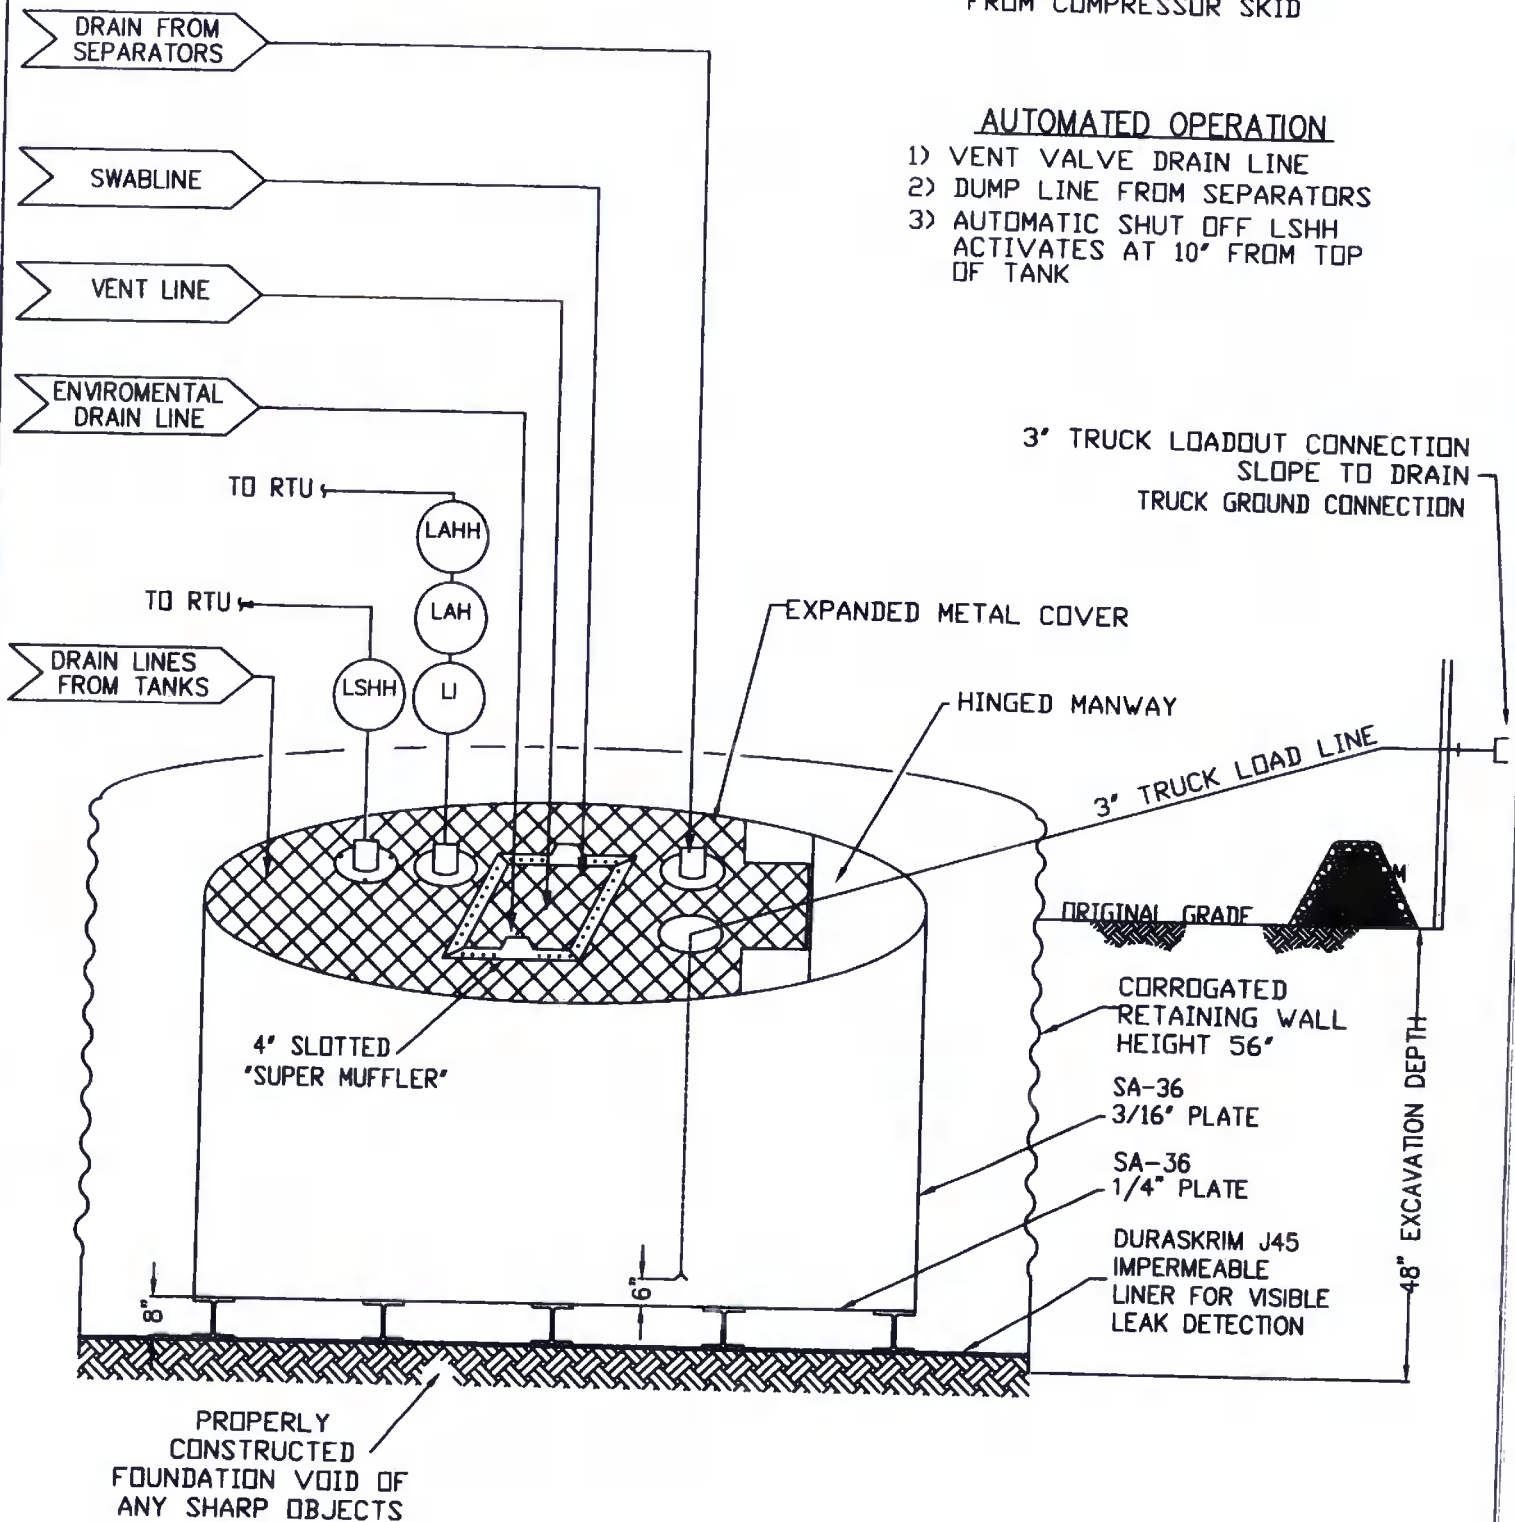 FROM COMPRESSOR SKID
DRAIN FROM
SEPARATORS
AUTOMATED OPERATION
1) VENT VALVE DRAIN LINE
2) DUMP LINE FROM SEPARATORS
3) AUTOMATIC SHUT OFF LSHH
ACTIVATES AT 10" FROM TOP
OF TANK
SWABLINE
VENT LINE
ENVIROMENTAL
DRAIN LINE
3" TRUCK LOADOUT CONNECTION
SLOPE TO DRAIN
TRUCK GROUND CONNECTION
TO RTU
LAHH
TO RTU
LAH
EXPANDED METAL COVER
DRAIN LINES
FROM TANKS
LSHH
LI
HINGED MANWAY
3" TRUCK LOAD LINE
M
ORIGINAL GRADE
CORROGATED
RETAINING WALL
HEIGHT 56"
4" SLOTTED
"SUPER MUFFLER"
SA-36
3/16" PLATE
SA-36
1/4" PLATE
48" EXCAVATION DEPTH
DURASKRIM J45
IMPERMEABLE
LINER FOR VISIBLE
LEAK DETECTION
8"
6"
PROPERLY
CONSTRUCTED
FOUNDATION VOID OF
ANY SHARP OBJECTS